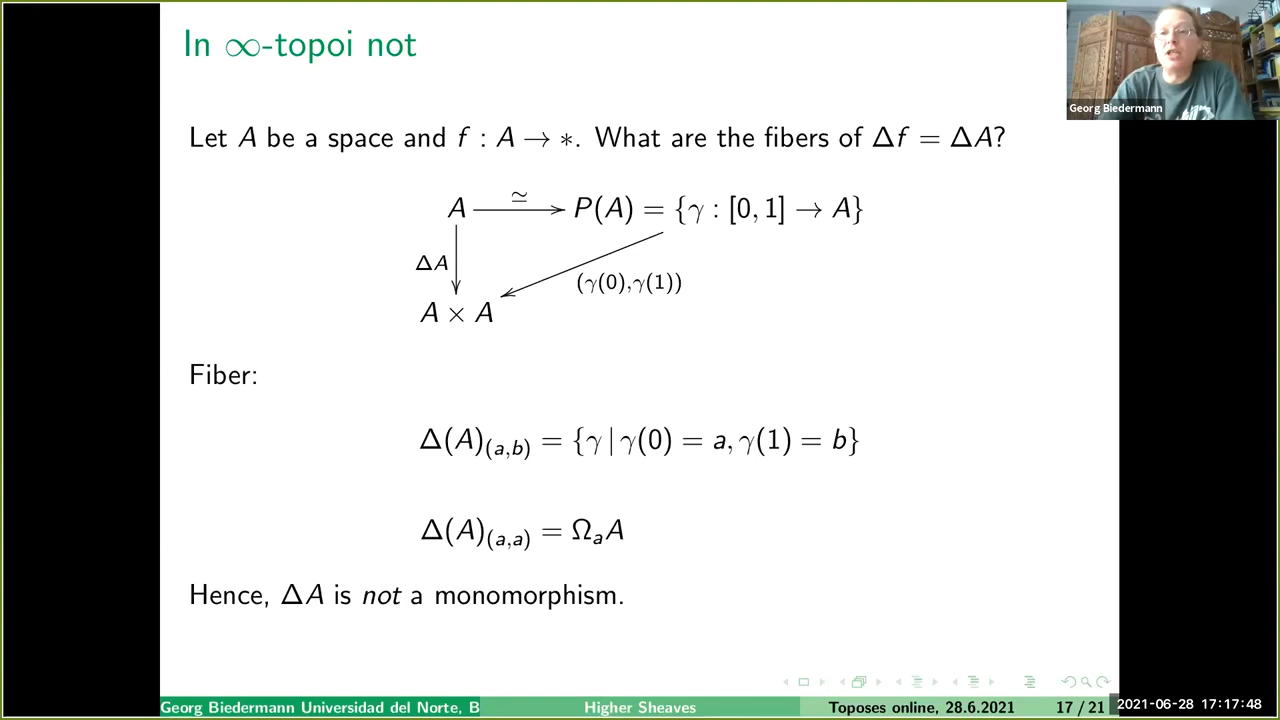 In ∞-topoi not
Georg Biedermann
Let A be a space and f : A → ∗. What are the fibers of Δf = ΔA?
A ≃ P(A) = {γ : [0, 1] → A}
ΔA
(γ(0),γ(1))
A × A
Fiber:
Δ(A)(a,b) = {γ | γ(0) = a, γ(1) = b}
Δ(A)(a,a) = ΩaA
Hence, ΔA is not a monomorphism.
Georg Biedermann Universidad del Norte, B
Higher Sheaves
Toposes online, 28.6.2021
17 / 21
2021-06-28 17:17:48